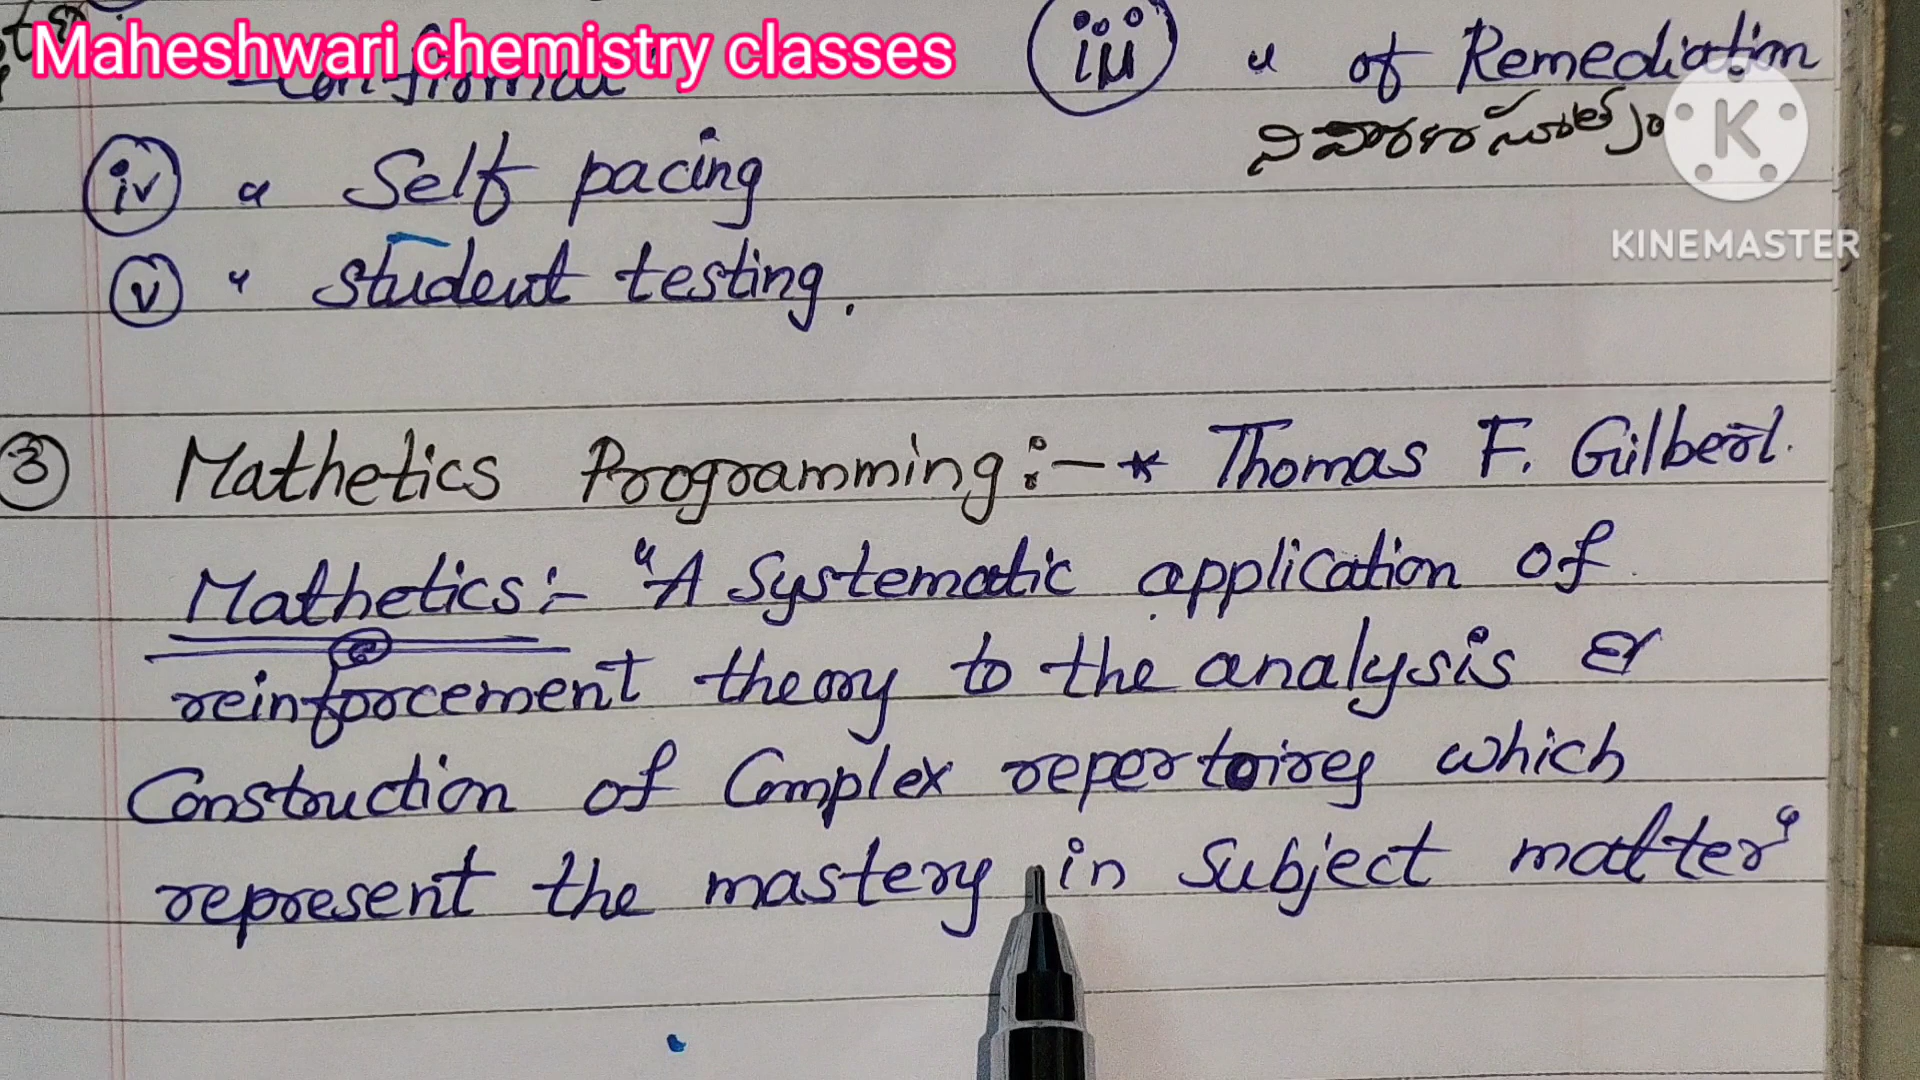 Maheshwari chemistry classes
iii " of Remediation
నివారణ సూత్రం
K
KINEMASTER
iv " Self pacing
v " student testing.
3 Mathetics Programming:- * Thomas F. Gilbert.
Mathetics:- "A Systematic application of
reinforcement theory to the analysis &
Construction of Complex repertoires which
represent the mastery in Subject matter"